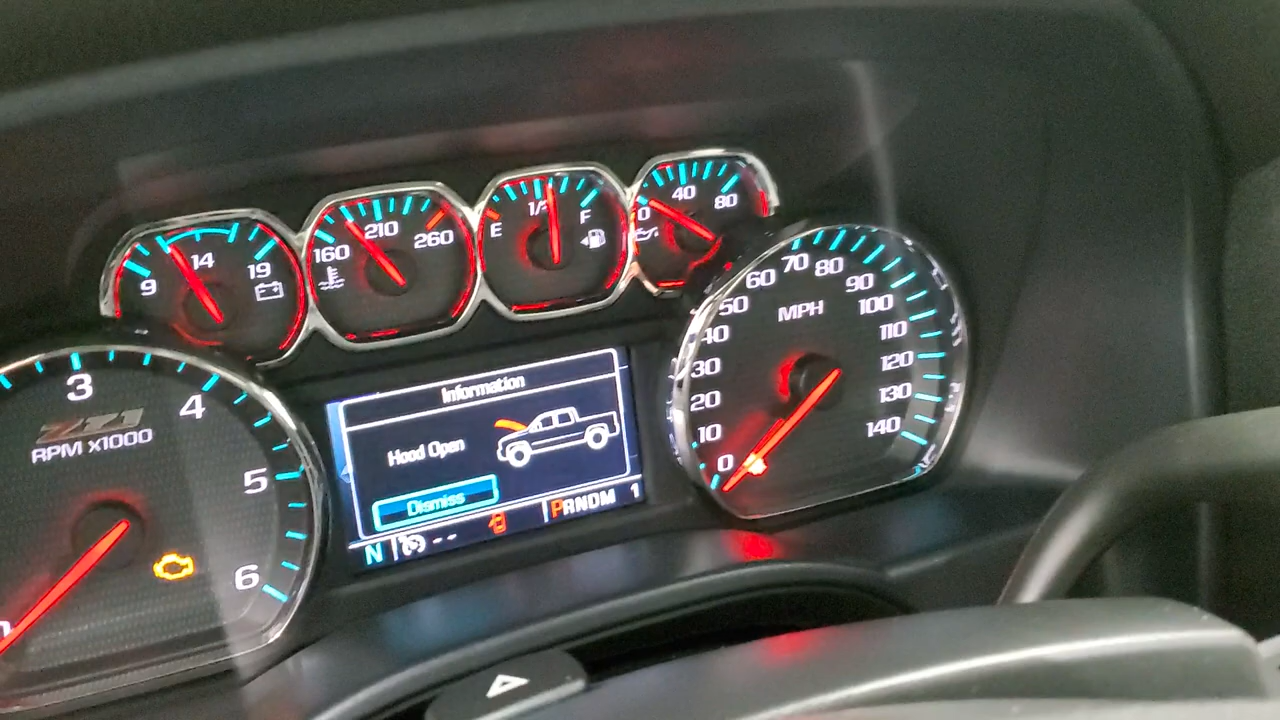 9 14 19
160 210 260
E 1/2 F
0 40 80
3 4 5 6
Z71
RPM x1000
Information
Hood Open
Dismiss
N -- PRNDM 1
0 10 20 30 40 50 60 70 80 90 100 110 120 130 140
MPH